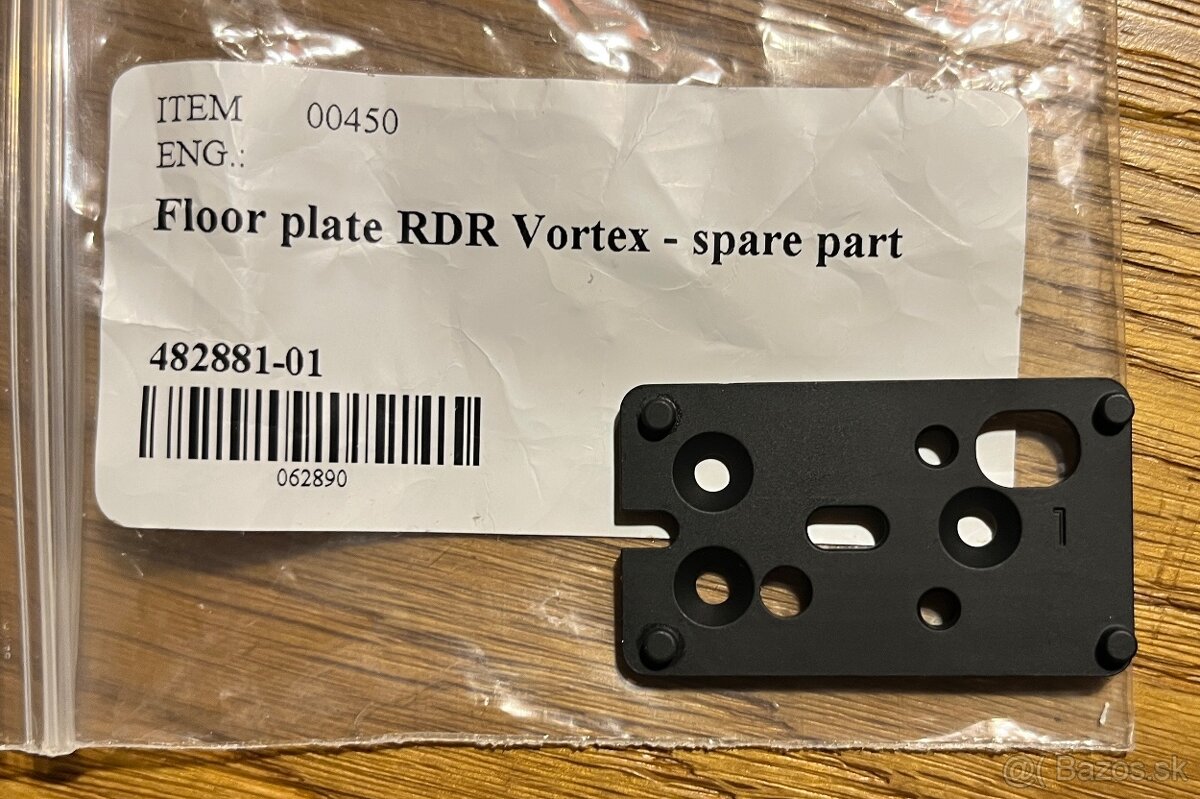 ITEM 00450
ENG.:
Floor plate RDR Vortex - spare part
482881-01
062890
1
Bazos.sk